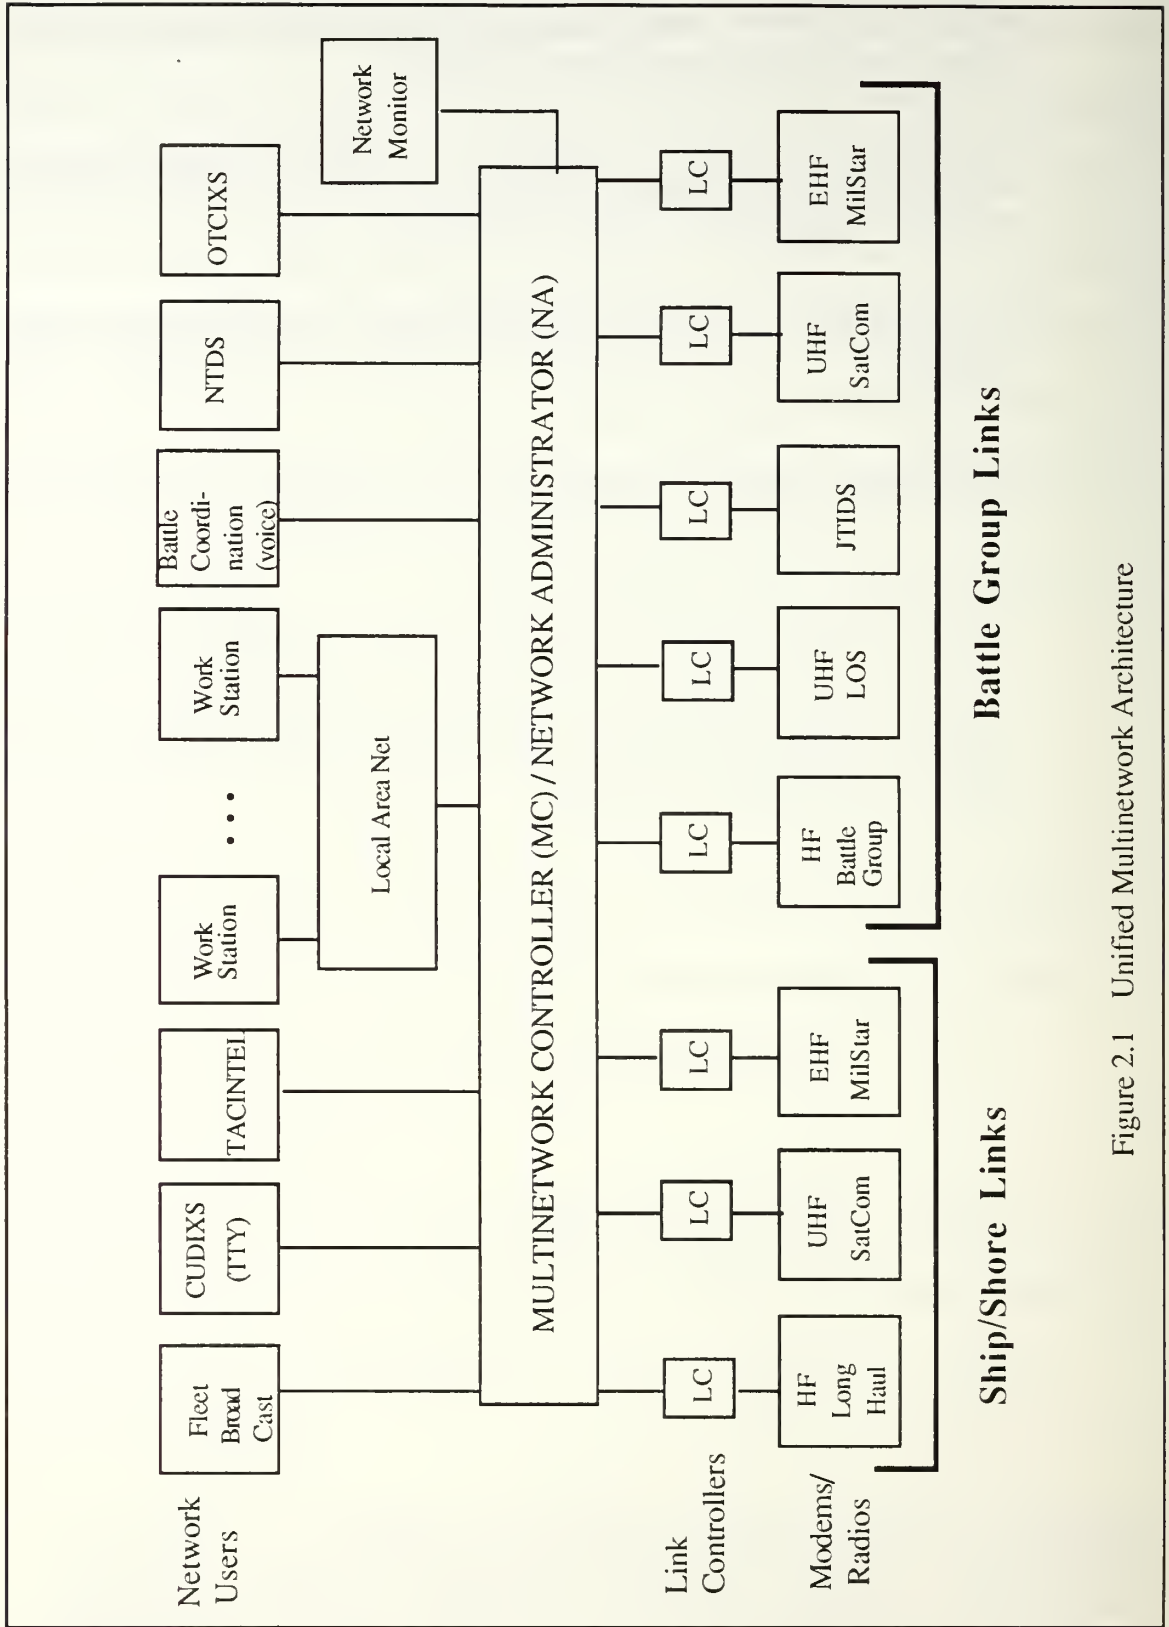 Network
Users
Fleet
Broad
Cast
CUDIXS
(TTY)
TACINTEL
Work
Station
• • •
Work
Station
Battle
Coordi-
nation
(voice)
NTDS
OTCIXS
Local Area Net
Network
Monitor
MULTINETWORK CONTROLLER (MC) / NETWORK ADMINISTRATOR (NA)
Link
Controllers
LC
LC
LC
LC
LC
LC
LC
LC
Modems/
Radios
HF
Long
Haul
UHF
SatCom
EHF
MilStar
HF
Battle
Group
UHF
LOS
JTIDS
UHF
SatCom
EHF
MilStar
Ship/Shore Links
Battle Group Links
Figure 2.1 Unified Multinetwork Architecture